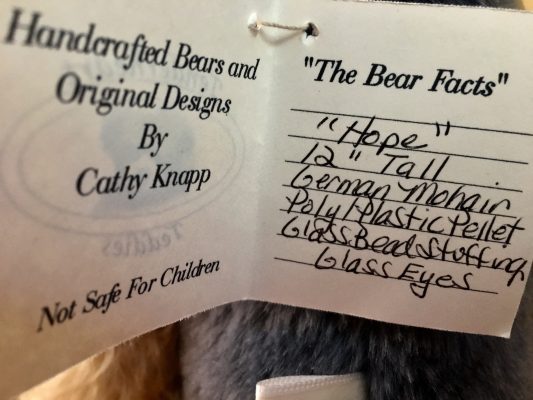 Handcrafted Bears and
Original Designs
By
Cathy Knapp
Not Safe For Children
"The Bear Facts"
"Hope"
12" Tall
German Mohair
Poly/Plastic Pellet
Glass Bead Stuffing
Glass Eyes
Teddies